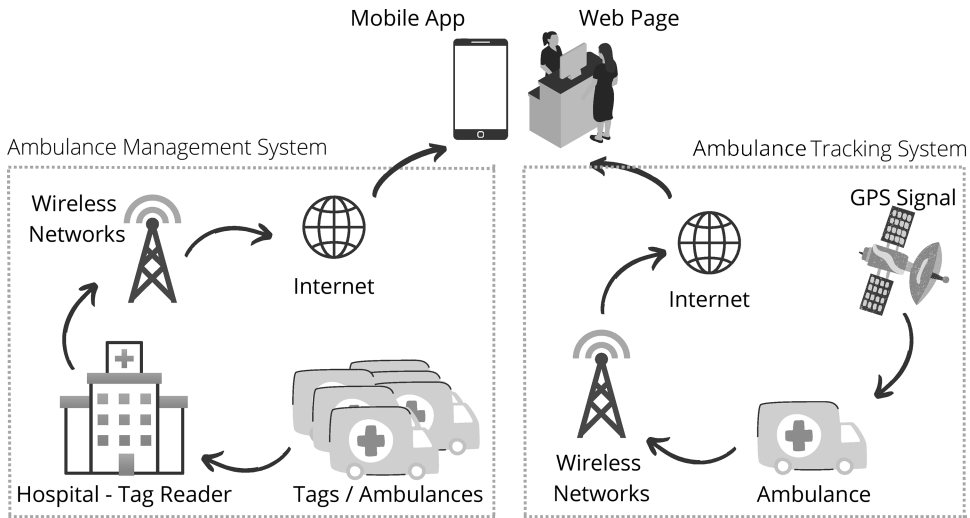 Mobile App
Web Page
Ambulance Management System
Ambulance Tracking System
Wireless
Networks
Internet
GPS Signal
Internet
Hospital - Tag Reader
Tags / Ambulances
Wireless
Networks
Ambulance